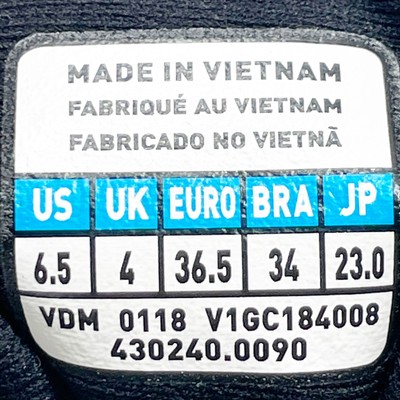 MADE IN VIETNAM
FABRIQUÉ AU VIETNAM
FABRICADO NO VIETNÃ
US UK EURO BRA JP
6.5 4 36.5 34 23.0
VDM 0118 V1GC184008
430240.0090